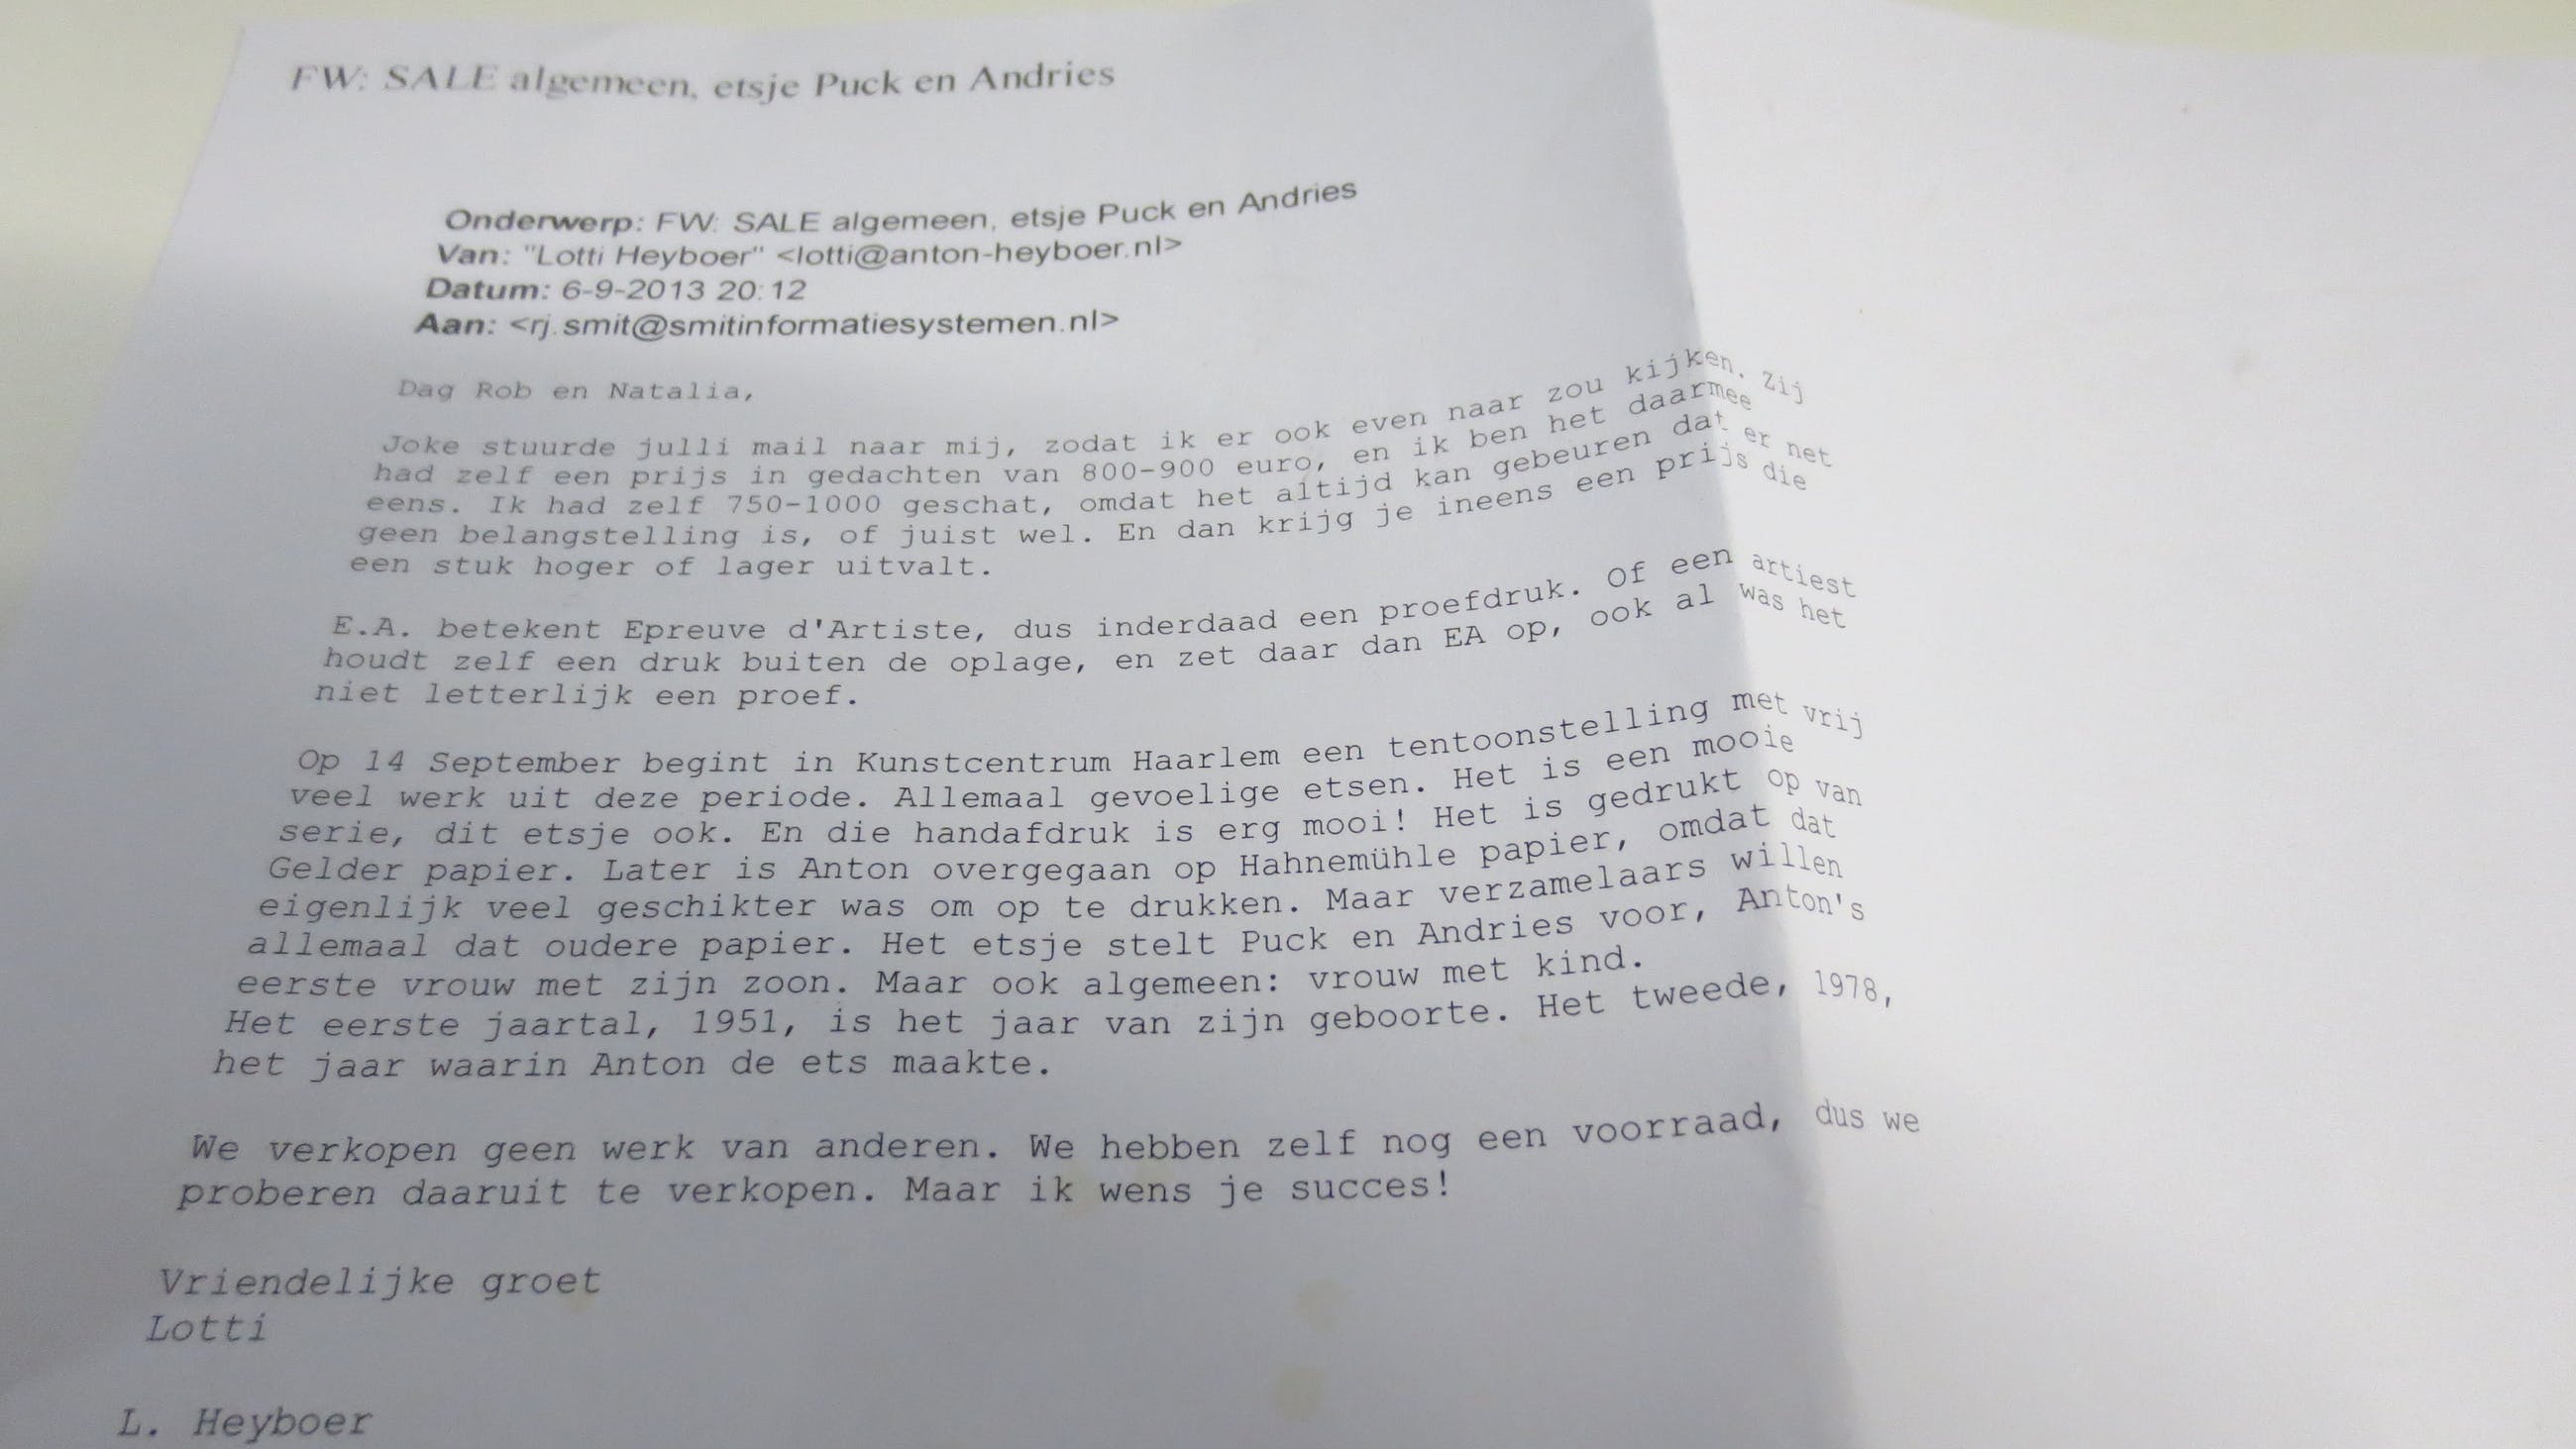 FW: SALE algemeen, etsje Puck en Andries
Onderwerp: FW: SALE algemeen, etsje Puck en Andries
Van: "Lotti Heyboer" <lotti@anton-heyboer.nl>
Datum: 6-9-2013 20:12
Aan: <rj.smit@smitinformatiesystemen.nl>
Dag Rob en Natalia,
Joke stuurde julli mail naar mij, zodat ik er ook even naar zou kijken. Zij
had zelf een prijs in gedachten van 800-900 euro, en ik ben het daarmee
eens. Ik had zelf 750-1000 geschat, omdat het altijd kan gebeuren dat er net
geen belangstelling is, of juist wel. En dan krijg je ineens een prijs die
een stuk hoger of lager uitvalt.
E.A. betekent Epreuve d'Artiste, dus inderdaad een proefdruk. Of een artiest
houdt zelf een druk buiten de oplage, en zet daar dan EA op, ook al was het
niet letterlijk een proef.
Op 14 September begint in Kunstcentrum Haarlem een tentoonstelling met vrij
veel werk uit deze periode. Allemaal gevoelige etsen. Het is een mooie
serie, dit etsje ook. En die handafdruk is erg mooi! Het is gedrukt op van
Gelder papier. Later is Anton overgegaan op Hahnemühle papier, omdat dat
eigenlijk veel geschikter was om op te drukken. Maar verzamelaars willen
allemaal dat oudere papier. Het etsje stelt Puck en Andries voor, Anton's
eerste vrouw met zijn zoon. Maar ook algemeen: vrouw met kind.
Het eerste jaartal, 1951, is het jaar van zijn geboorte. Het tweede, 1978,
het jaar waarin Anton de ets maakte.
We verkopen geen werk van anderen. We hebben zelf nog een voorraad, dus we
proberen daaruit te verkopen. Maar ik wens je succes!
Vriendelijke groet
Lotti
L. Heyboer